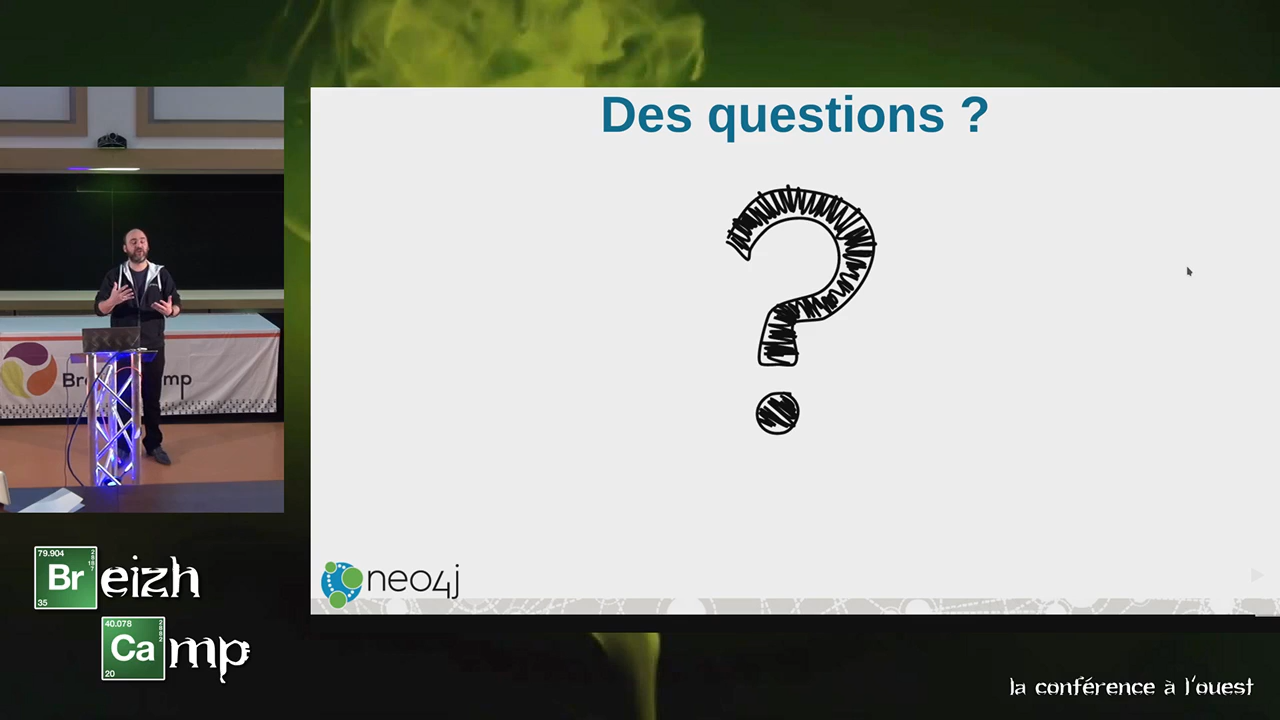 Des questions ?
neo4j
79.904
Br
35
eizh
40.078
Ca
20
mp
la conférence à l'ouest